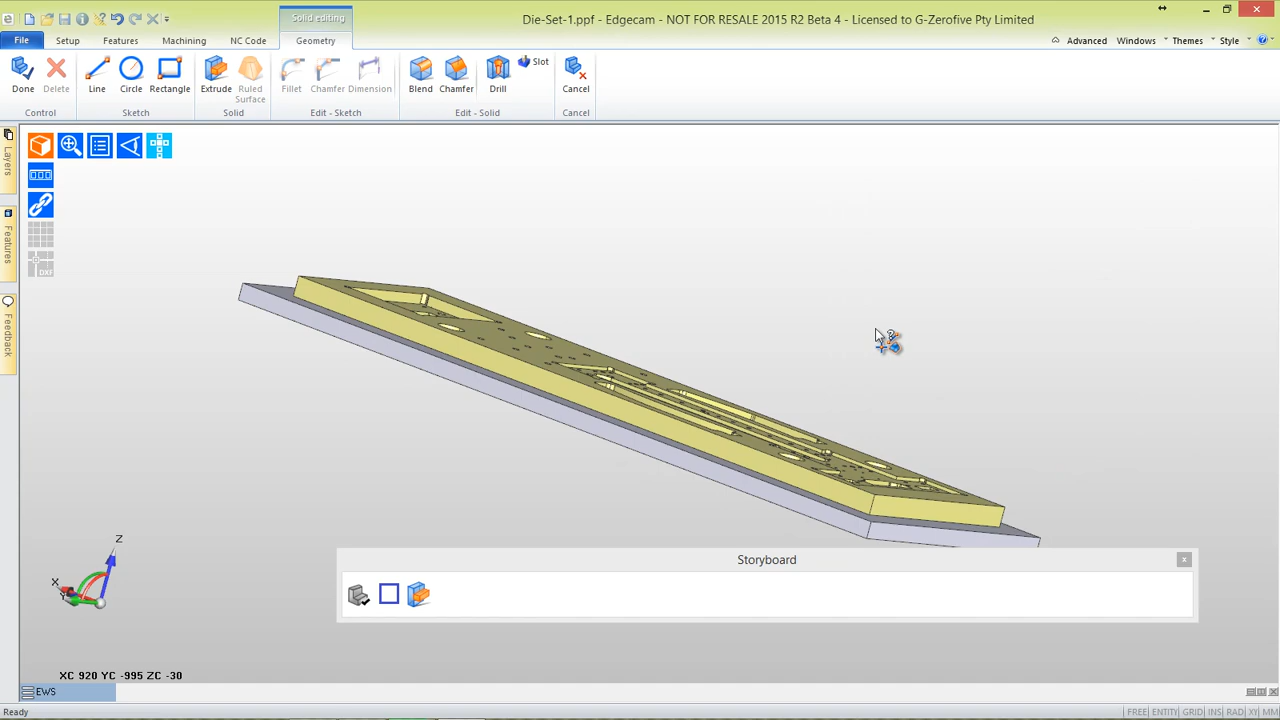 Solid editing
Die-Set-1.ppf - Edgecam - NOT FOR RESALE 2015 R2 Beta 4 - Licensed to G-Zerofive Pty Limited
File Setup Features Machining NC Code Geometry Advanced Windows Themes Style
Done Delete Line Circle Rectangle Extrude Ruled Surface Fillet Chamfer Dimension Blend Chamfer Drill Slot Cancel
Control Sketch Solid Edit - Sketch Edit - Solid Cancel
Layers
Features
Feedback
DXF
Z
X
Y
Storyboard
XC 920 YC -995 ZC -30
EWS
Ready FREE ENTITY GRID INS RAD XY MM